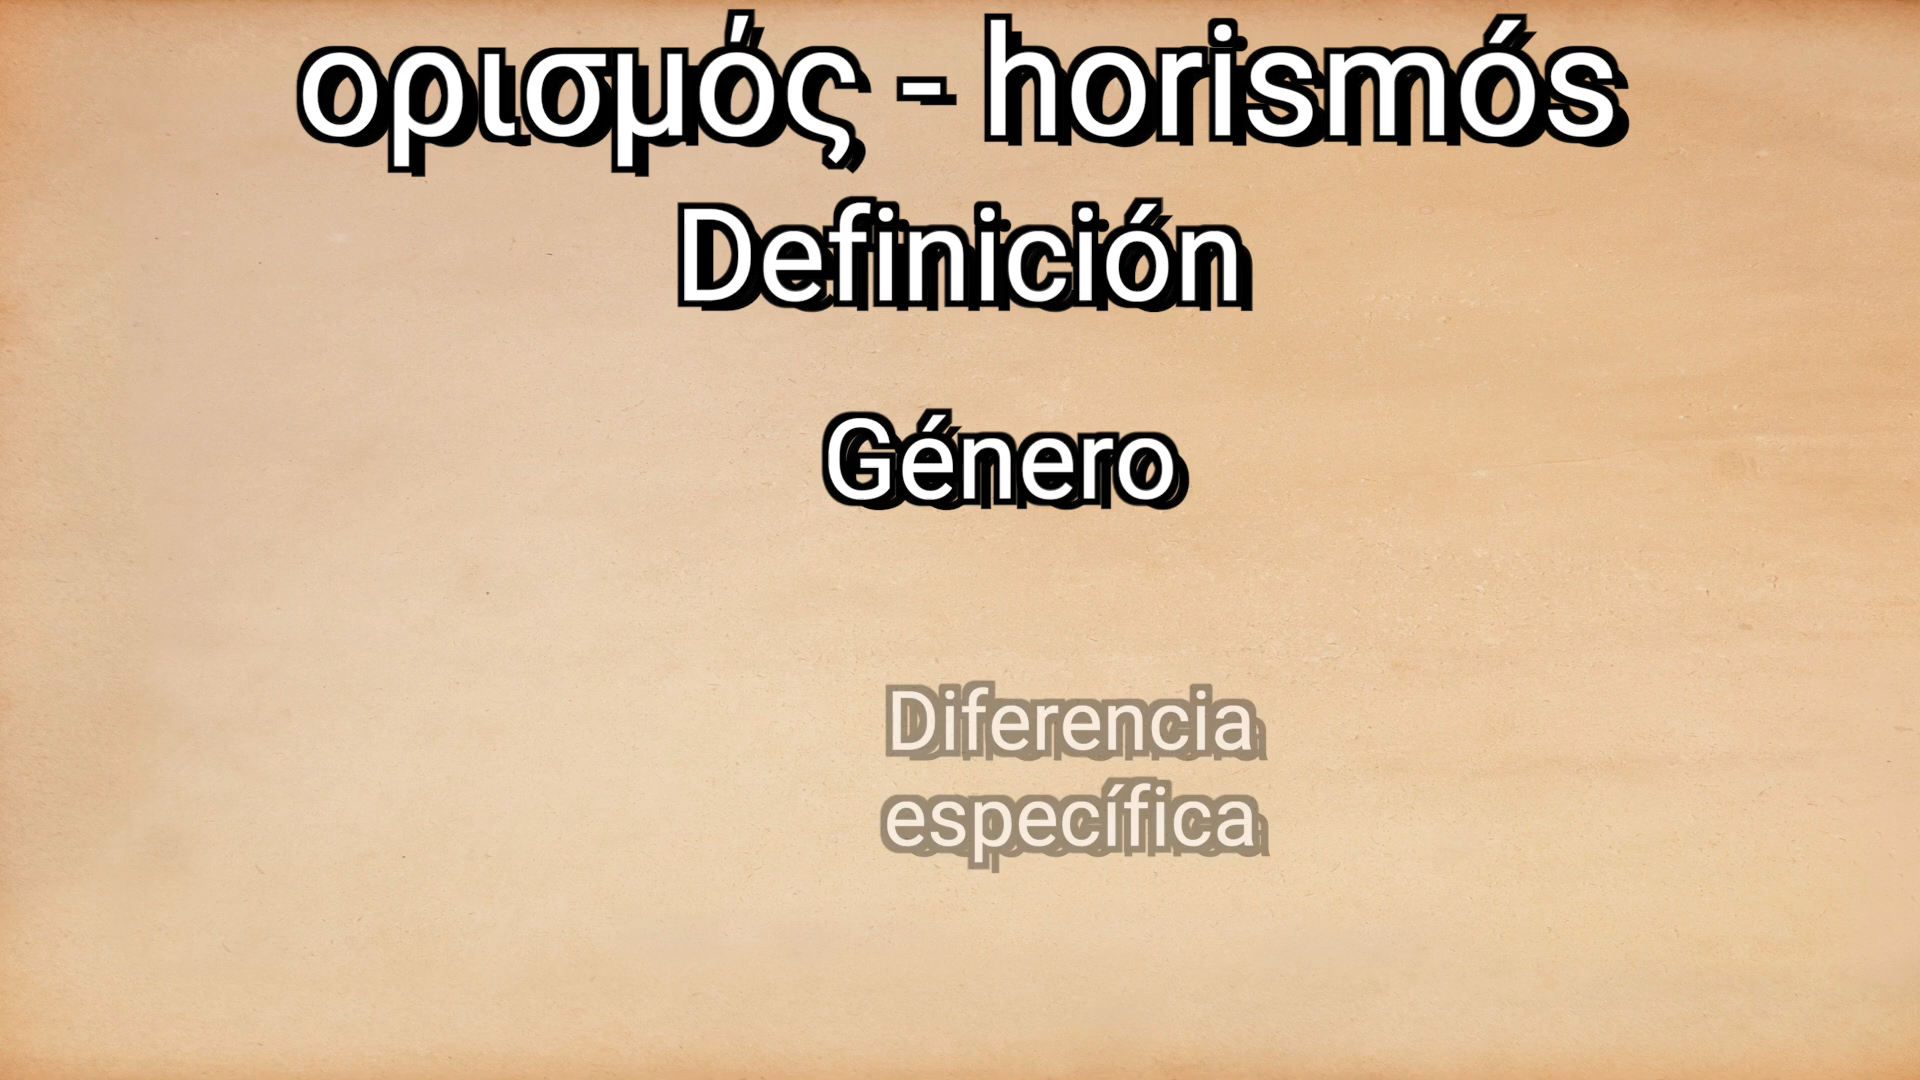 ορισμός - horismós
Definición
Género
Diferencia
específica